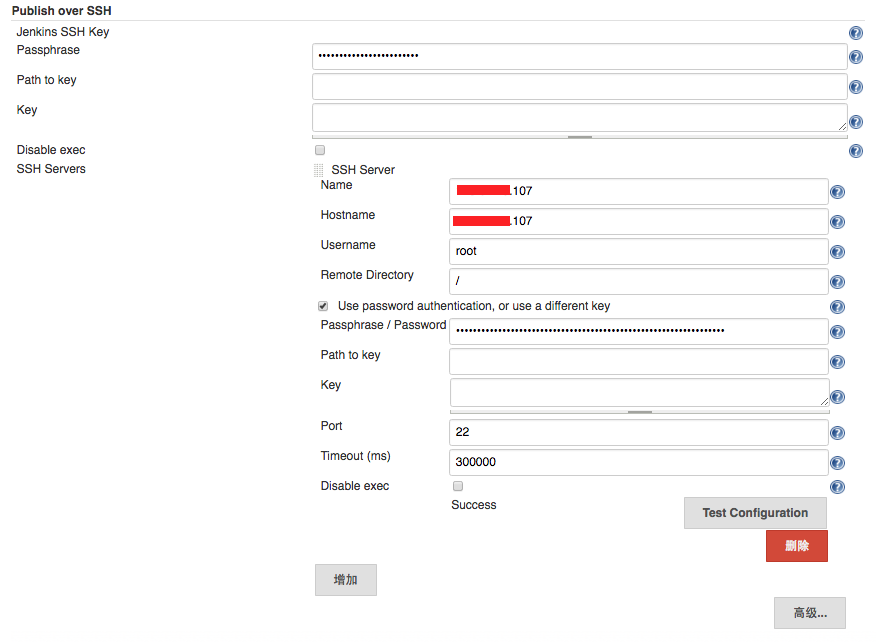 Publish over SSH
Jenkins SSH Key
Passphrase ••••••••••••••••••••••••
Path to key
Key
Disable exec
SSH Servers
SSH Server
Name .107
Hostname .107
Username root
Remote Directory /
Use password authentication, or use a different key
Passphrase / Password ••••••••••••••••••••••••••••••••••••••••••••••••••••••••••••••••
Path to key
Key
Port 22
Timeout (ms) 300000
Disable exec
Success
Test Configuration
删除
增加
高级...